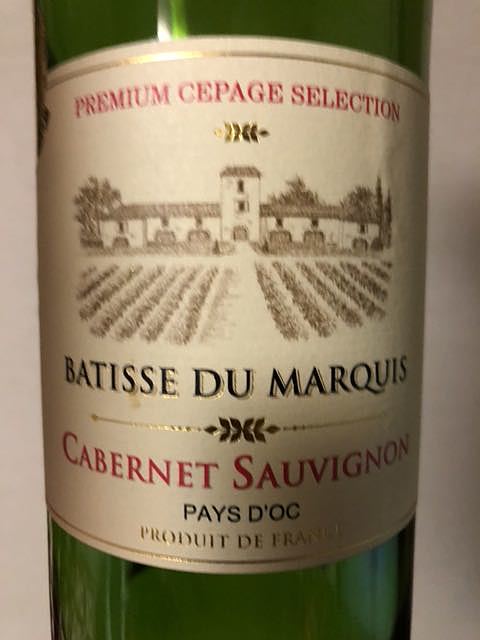 PREMIUM CEPAGE SELECTION
BATISSE DU MARQUIS
CABERNET SAUVIGNON
PAYS D'OC
PRODUIT DE FRANCE